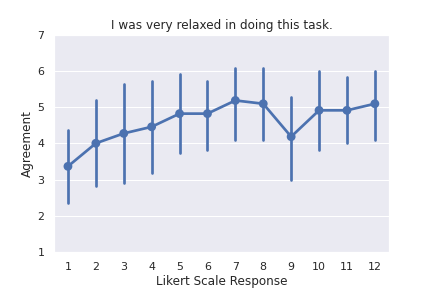 I was very relaxed in doing this task.
Agreement
7
6
5
4
3
2
1
1 2 3 4 5 6 7 8 9 10 11 12
Likert Scale Response